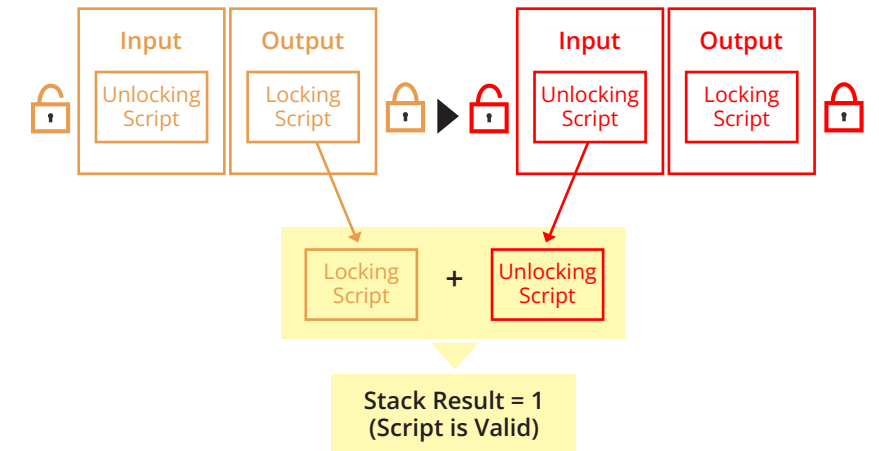 Input
Output
Input
Output
Unlocking
Script
Locking
Script
Unlocking
Script
Locking
Script
Locking
Script
+
Unlocking
Script
Stack Result = 1
(Script is Valid)